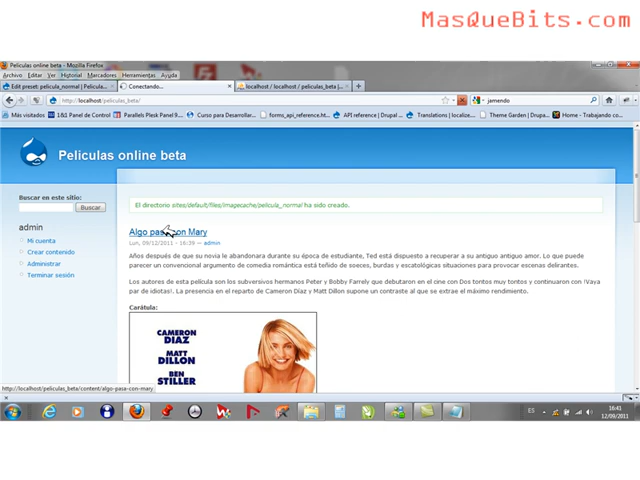 MasQueBits.com
Peliculas online beta - Mozilla Firefox
Archivo Editar Ver Historial Marcadores Herramientas Ayuda
Edit preset: pelicula_normal | Peliculas...
Conectando...
localhost / localhost / peliculas_beta |...
http://localhost/peliculas_beta/
jamendo
Más visitados
1&1 Panel de Control
Parallels Plesk Panel 9...
Curso para Desarrollar...
forms_api_reference.ht...
API reference | Drupal ...
Translations | localize...
Theme Garden | Drupa...
Home - Trabajando co...
Peliculas online beta
Buscar en este sitio:
Buscar
admin
Mi cuenta
Crear contenido
Administrar
Terminar sesión
El directorio sites/default/files/imagecache/pelicula_normal ha sido creado.
Algo pasa con Mary
Lun, 09/12/2011 - 16:39 — admin
Años después de que su novia le abandonara durante su época de estudiante, Ted está dispuesto a recuperar a su antiguo antiguo amor. Lo que puede
parecer un convencional argumento de comedia romántica está teñido de soeces, burdas y escatológicas situaciones para provocar escenas delirantes.
Los autores de esta película son los subversivos hermanos Peter y Bobby Farrely que debutaron en el cine con Dos tontos muy tontos y continuaron con ¡Vaya
par de idiotas!. La presencia en el reparto de Cameron Díaz y Matt Dillon supone un contraste al que se extrae el máximo rendimiento.
Carátula:
CAMERON
DIAZ
MATT
DILLON
BEN
STILLER
http://localhost/peliculas_beta/content/algo-pasa-con-mary
ES
16:41
12/09/2011